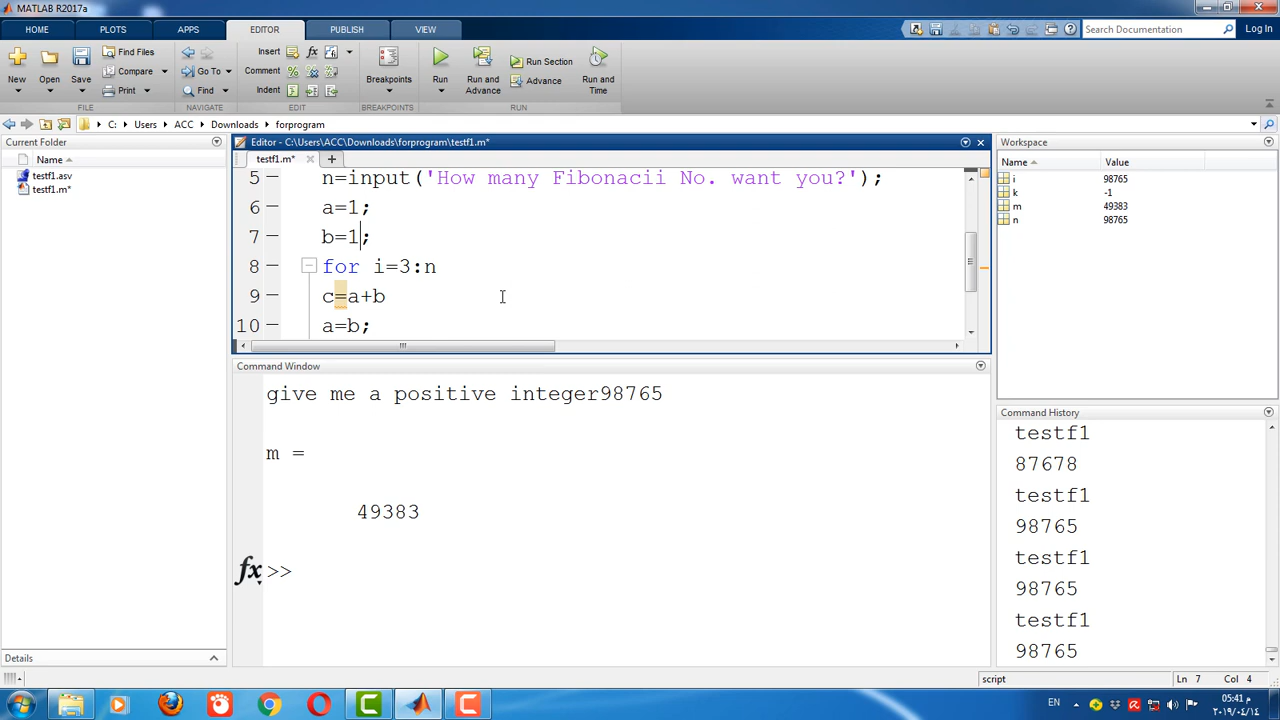 MATLAB R2017a
HOME PLOTS APPS EDITOR PUBLISH VIEW Search Documentation Log In
New Open Save Find Files Compare Print Go To Find Insert Comment Indent fx Breakpoints Run Run and Advance Run Section Advance Run and Time
FILE NAVIGATE EDIT BREAKPOINTS RUN
C: Users ACC Downloads forprogram
Current Folder
Name
testf1.asv
testf1.m*
Details
Editor - C:\Users\ACC\Downloads\forprogram\testf1.m*
testf1.m*
5 n=input('How many Fibonacii No. want you?');
6 a=1;
7 b=1;
8 for i=3:n
9 c=a+b
10 a=b;
Command Window
give me a positive integer98765
m =
49383
fx >>
Workspace
Name Value
i 98765
k -1
m 49383
n 98765
Command History
testf1
87678
testf1
98765
testf1
98765
testf1
98765
script Ln 7 Col 4
EN 05:41 م
٢٠١٩/٠٤/١٤